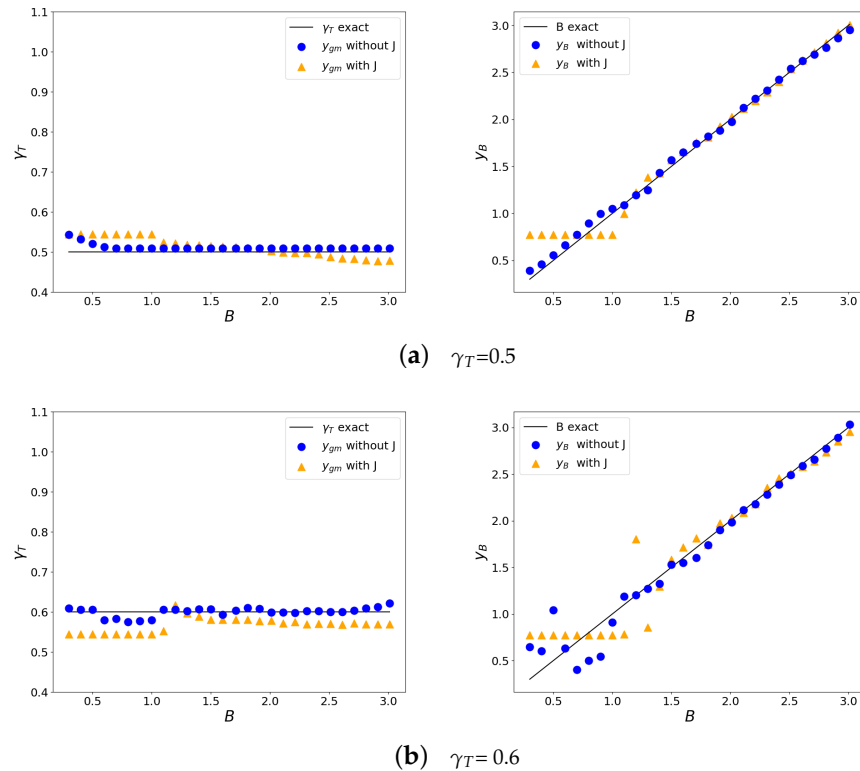 1.1
1.0
0.9
0.8
0.7
0.6
0.5
0.4
γT
γT exact
ygm without J
ygm with J
0.5 1.0 1.5 2.0 2.5 3.0
B
3.0
2.5
2.0
1.5
1.0
0.5
yB
B exact
yB without J
yB with J
0.5 1.0 1.5 2.0 2.5 3.0
B
(a) γT=0.5
1.1
1.0
0.9
0.8
0.7
0.6
0.5
0.4
γT
γT exact
ygm without J
ygm with J
0.5 1.0 1.5 2.0 2.5 3.0
B
3.0
2.5
2.0
1.5
1.0
0.5
yB
B exact
yB without J
yB with J
0.5 1.0 1.5 2.0 2.5 3.0
B
(b) γT= 0.6